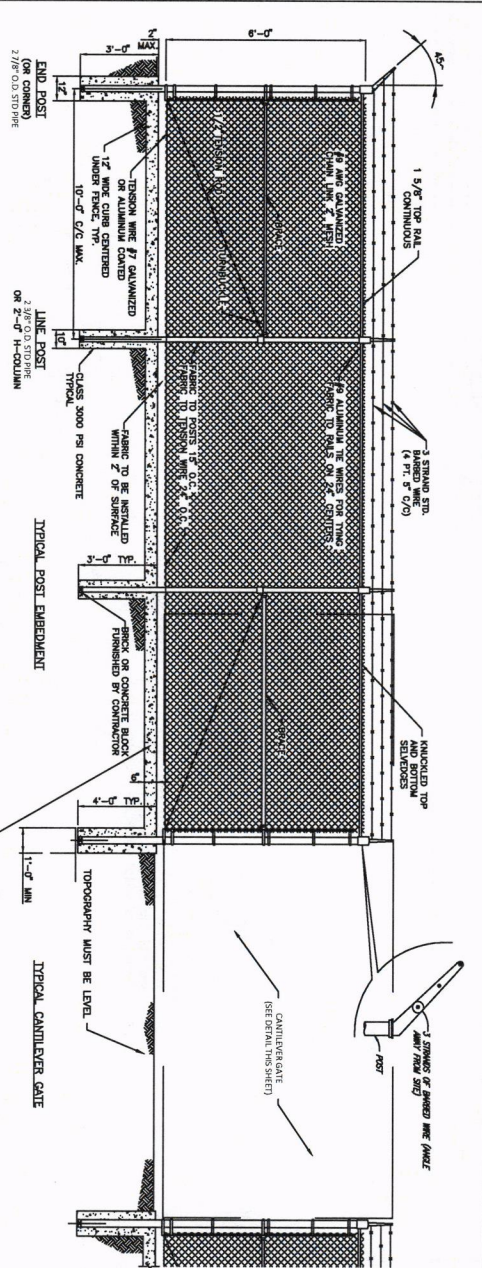 45°
6'-0"
2"
MAX.
3'-0"
12"
END POST
(OR CORNER)
2 7/8" O.D. STD PIPE
1 5/8" TOP RAIL
CONTINUOUS
#9 AWG GALVANIZED
CHAIN LINK 2" MESH
BRACE
TENSION ROD
TURNBUCKLE
TENSION WIRE #7 GALVANIZED
OR ALUMINUM COATED
12" WIDE CURB CENTERED
UNDER FENCE, TYP.
10'-0" C/C MAX.
10"
LINE POST
2 3/8" O.D. STD PIPE
OR 2"-0" H-COLUMN
3 STRAND STD.
BARBED WIRE
(4 PT. 5" C/C)
#9 ALUMINUM TIE WIRES FOR TYING
FABRIC TO RAILS ON 24" CENTERS
FABRIC TO POSTS 15" O.C.
FABRIC TO TENSION WIRE 24" O.C.
FABRIC TO BE INSTALLED
WITHIN 2" OF SURFACE
CLASS 3000 PSI CONCRETE
TYPICAL
TYPICAL POST EMBEDMENT
3'-0" TYP.
BRICK OR CONCRETE BLOCK
FURNISHED BY CONTRACTOR
BRACE
KNUCKLED TOP
AND BOTTOM
SELVEDGES
6"
4'-0" TYP.
1'-0" MIN
TOPOGRAPHY MUST BE LEVEL
TYPICAL CANTILEVER GATE
CANTILEVER GATE
(SEE DETAIL THIS SHEET)
3 STRANDS OF BARBED WIRE (ANGLE
AWAY FROM SITE)
POST